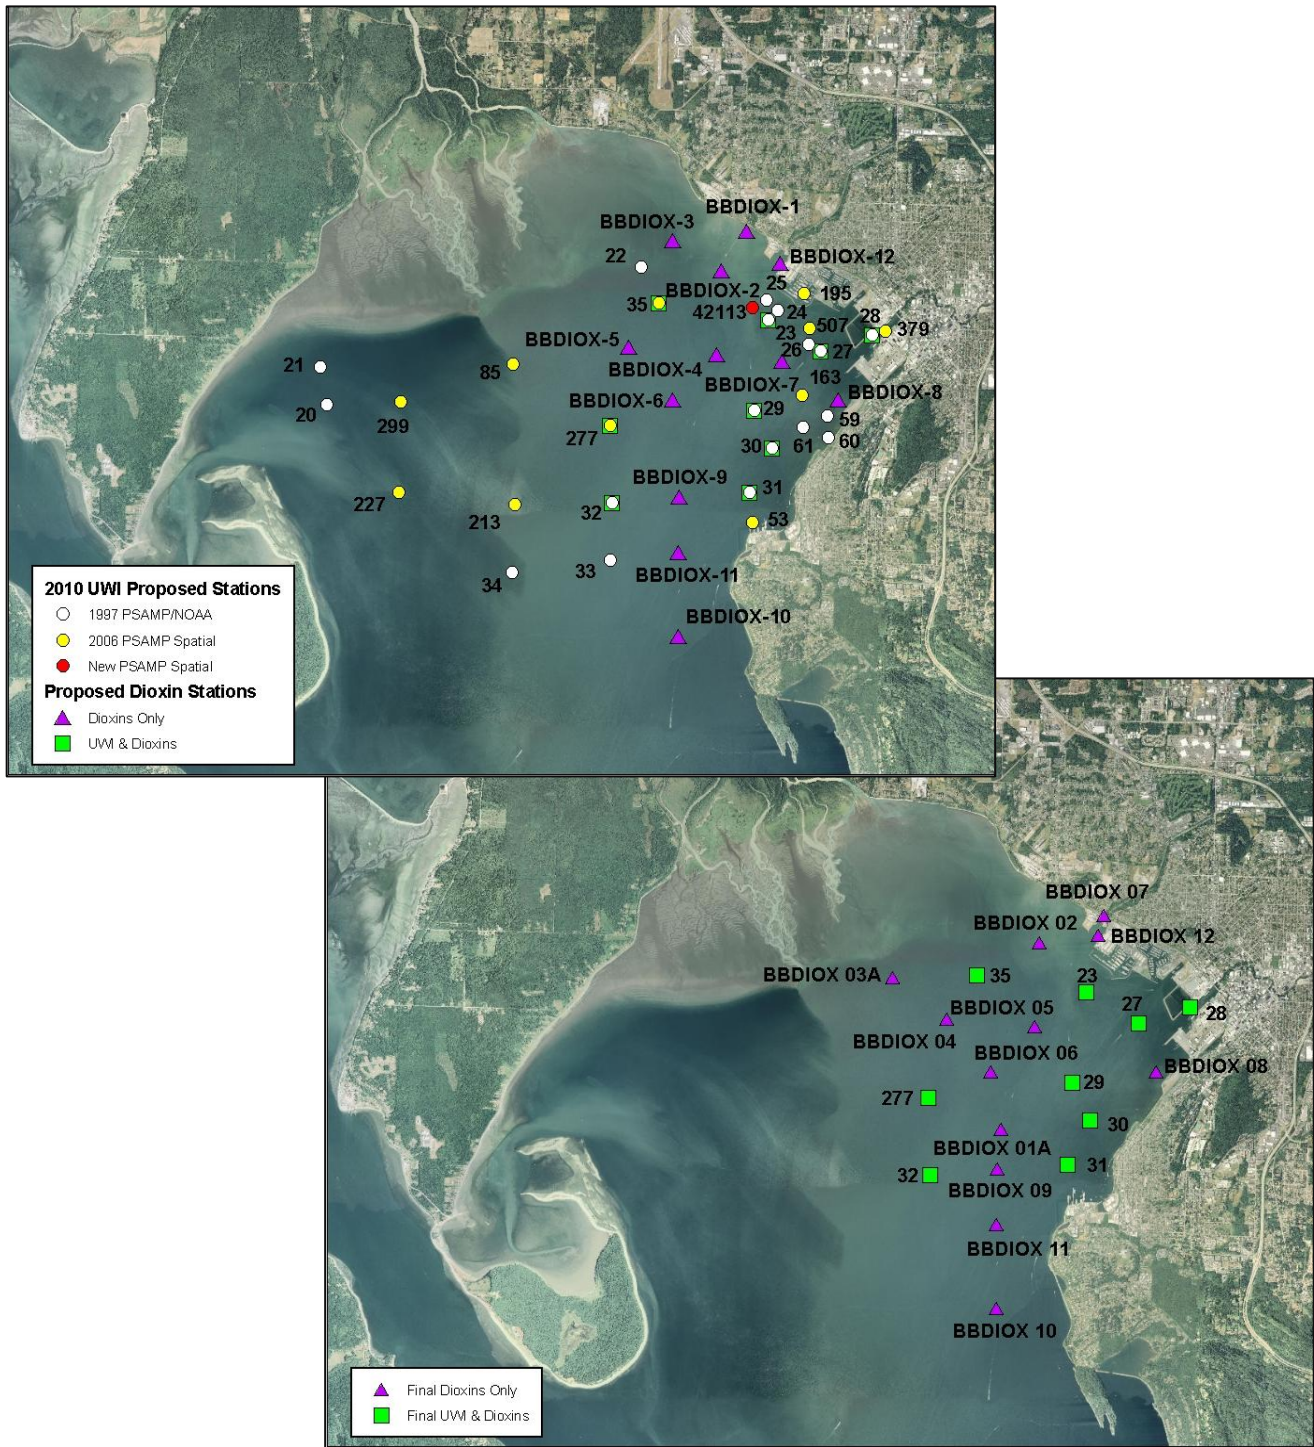 BBDIOX-1
BBDIOX-3
22
BBDIOX-12
BBDIOX-2
25
195
35
42113
24
23
507
28
379
26
27
BBDIOX-5
BBDIOX-4
BBDIOX-7
163
21
85
BBDIOX-8
BBDIOX-6
29
20
299
59
277
61
60
30
BBDIOX-9
31
227
213
32
53
33
BBDIOX-11
34
BBDIOX-10
2010 UWI Proposed Stations
1997 PSAMP/NOAA
2006 PSAMP Spatial
New PSAMP Spatial
Proposed Dioxin Stations
Dioxins Only
UWI & Dioxins
BBDIOX 07
BBDIOX 02
BBDIOX 12
BBDIOX 03A
35
23
27
28
BBDIOX 05
BBDIOX 04
BBDIOX 06
BBDIOX 08
29
277
30
BBDIOX 01A
31
32
BBDIOX 09
BBDIOX 11
BBDIOX 10
Final Dioxins Only
Final UWI & Dioxins